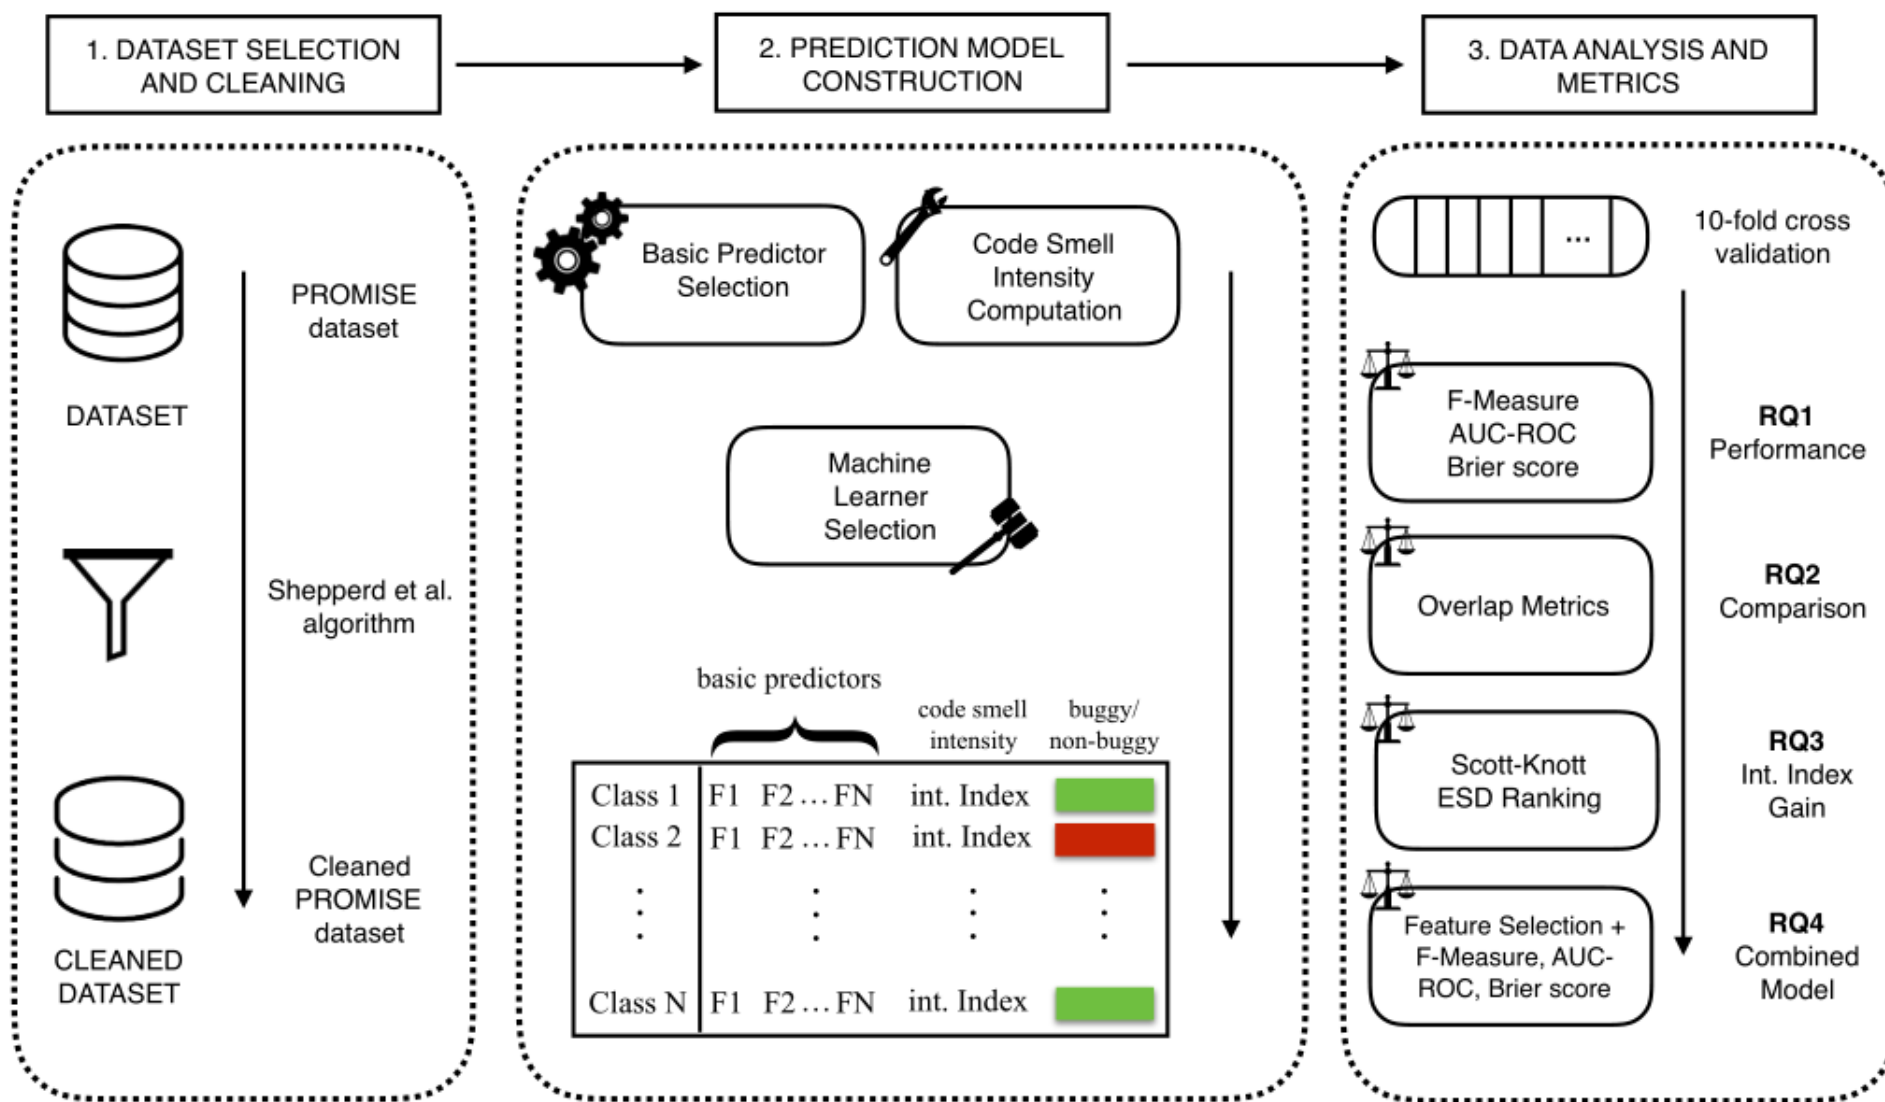 1. DATASET SELECTION
AND CLEANING
2. PREDICTION MODEL
CONSTRUCTION
3. DATA ANALYSIS AND
METRICS
PROMISE
dataset
DATASET
Shepperd et al.
algorithm
Cleaned
PROMISE
dataset
CLEANED
DATASET
Basic Predictor
Selection
Code Smell
Intensity
Computation
Machine
Learner
Selection
basic predictors
code smell
intensity
buggy/
non-buggy
Class 1 F1 F2 ... FN int. Index
Class 2 F1 F2 ... FN int. Index
Class N F1 F2 ... FN int. Index
...
10-fold cross
validation
F-Measure
AUC-ROC
Brier score
RQ1
Performance
Overlap Metrics
RQ2
Comparison
Scott-Knott
ESD Ranking
RQ3
Int. Index
Gain
Feature Selection +
F-Measure, AUC-
ROC, Brier score
RQ4
Combined
Model